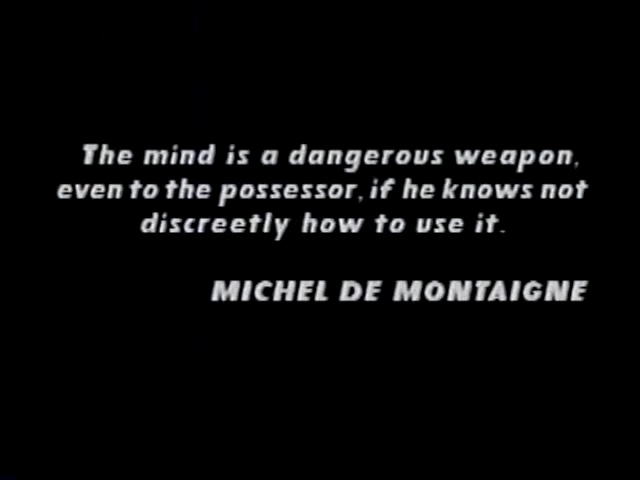 The mind is a dangerous weapon,
even to the possessor, if he knows not
discreetly how to use it.
MICHEL DE MONTAIGNE